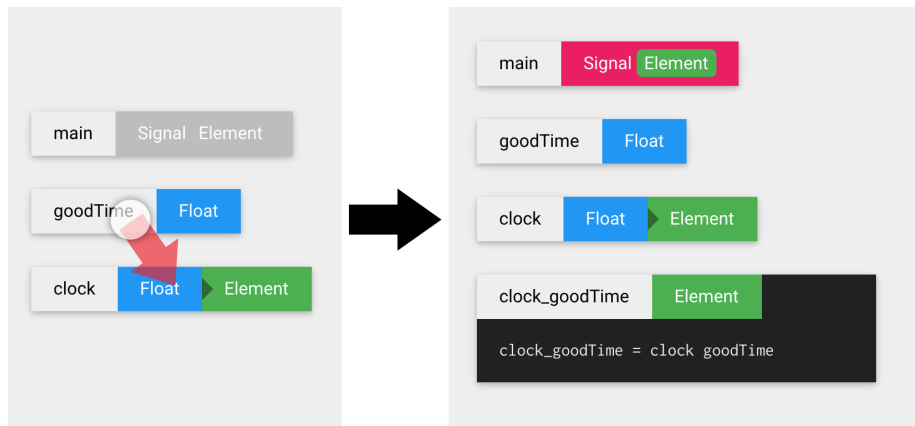 main Signal Element
goodTime Float
clock Float Element
main Signal Element
goodTime Float
clock Float Element
clock_goodTime Element
clock_goodTime = clock goodTime